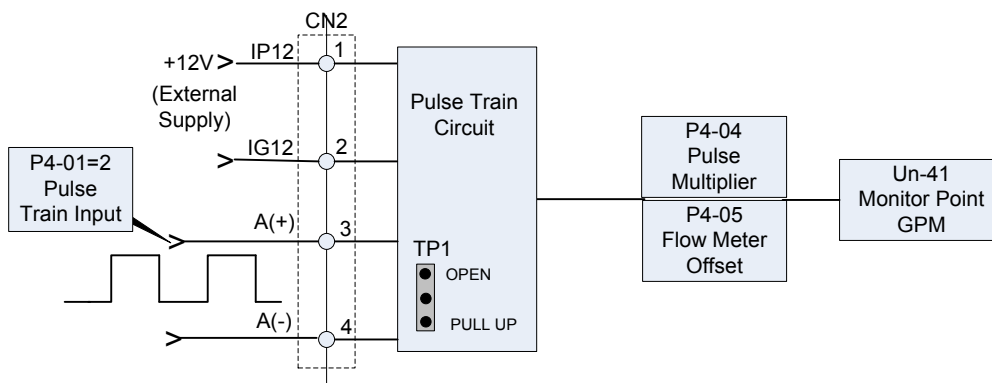 CN2
IP12
1
+12V
(External
Supply)
IG12
2
P4-01=2
Pulse
Train Input
A(+)
3
A(-)
4
Pulse Train
Circuit
TP1
OPEN
PULL UP
P4-04
Pulse
Multiplier
P4-05
Flow Meter
Offset
Un-41
Monitor Point
GPM